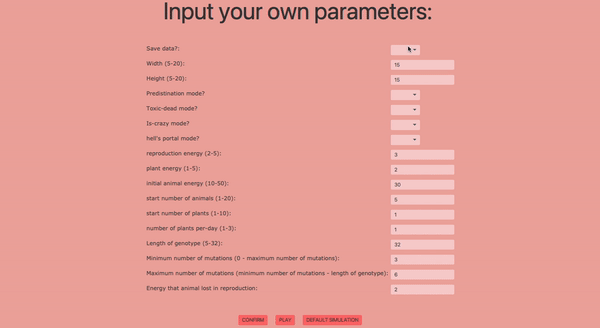 Input your own parameters:
Save data?:
Width (5-20): 15
Height (5-20): 15
Predistination mode?
Toxic-dead mode?
Is-crazy mode?
hell's portal mode?
reproduction energy (2-5): 3
plant energy (1-5): 2
initial animal energy (10-50): 30
start number of animals (1-20): 5
start number of plants (1-10): 1
number of plants per-day (1-3): 1
Length of genotype (5-32): 32
Minimum number of mutations (0 - maximum number of mutations): 3
Maximum number of mutations (minimum number of mutations - length of genotype): 6
Energy that animal lost in reproduction: 2
CONFIRM PLAY DEFAULT SIMULATION